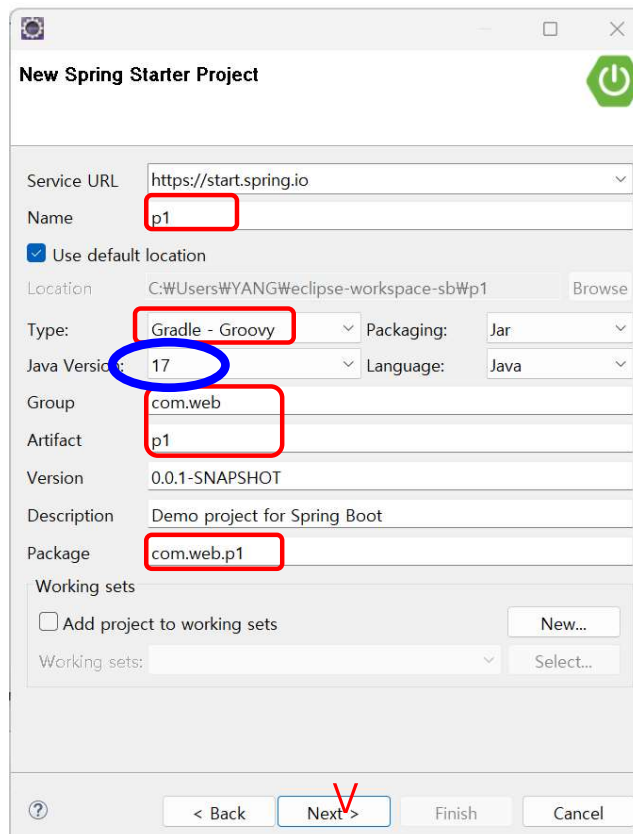 New Spring Starter Project
Service URL https://start.spring.io
Name p1
Use default location
Location C:₩Users₩YANG₩eclipse-workspace-sb₩p1 Browse
Type: Gradle - Groovy Packaging: Jar
Java Version: 17 Language: Java
Group com.web
Artifact p1
Version 0.0.1-SNAPSHOT
Description Demo project for Spring Boot
Package com.web.p1
Working sets
Add project to working sets New...
Working sets: Select...
? < Back Next > Finish Cancel
V